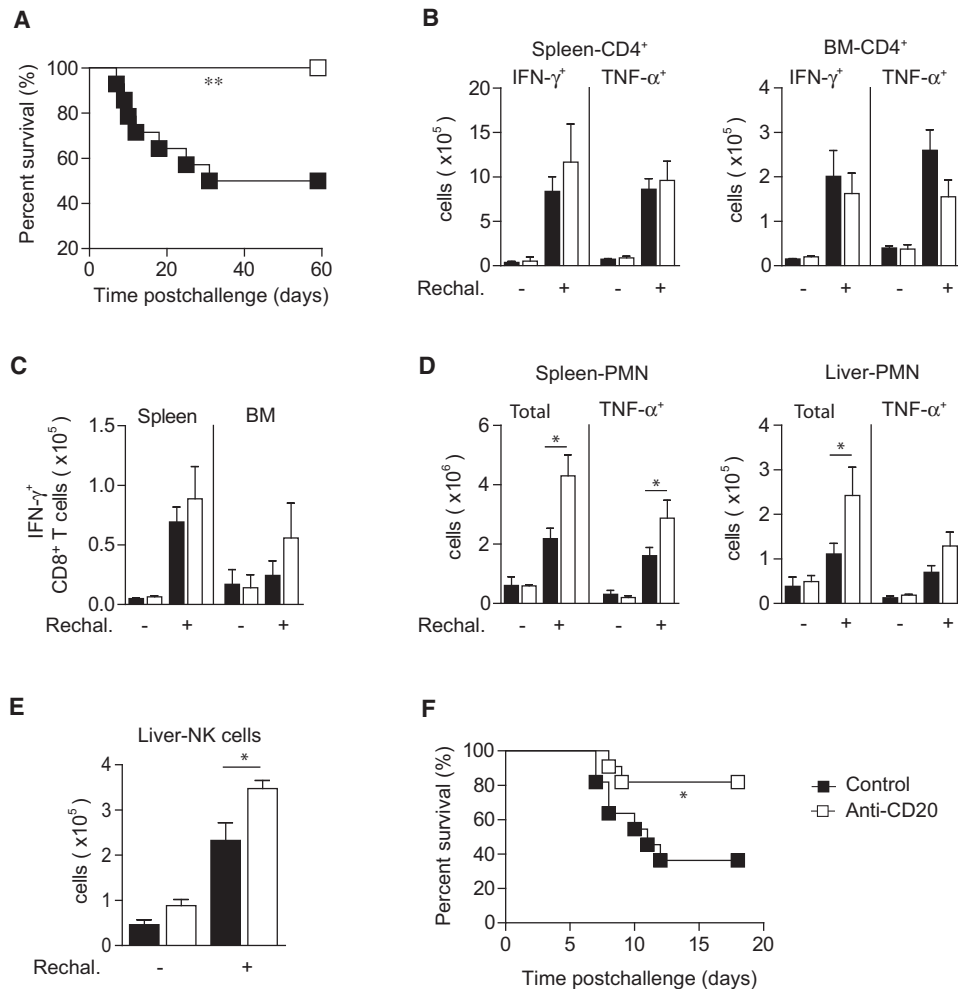 A
Percent survival (%)
100
80
60
40
20
**
0 20 40 60
Time postchallenge (days)
B
Spleen-CD4⁺
IFN-γ⁺ TNF-α⁺
cells ( x10⁵)
20
15
10
5
0
Rechal. - + - +
BM-CD4⁺
IFN-γ⁺ TNF-α⁺
cells ( x10⁵)
4
3
2
1
0
- + - +
C
Spleen BM
IFN-γ⁺
CD8⁺ T cells ( x10⁵)
1.5
1.0
0.5
0.0
Rechal. - + - +
D
Spleen-PMN
Total TNF-α⁺
cells ( x10⁶)
6
4
2
0
* *
Rechal. - + - +
Liver-PMN
Total TNF-α⁺
cells ( x10⁵)
4
3
2
1
0
*
- + - +
E
Liver-NK cells
cells ( x10⁵)
4
3
2
1
0
*
Rechal. - +
F
Percent survival (%)
100
80
60
40
20
0
*
0 5 10 15 20
Time postchallenge (days)
Control
Anti-CD20